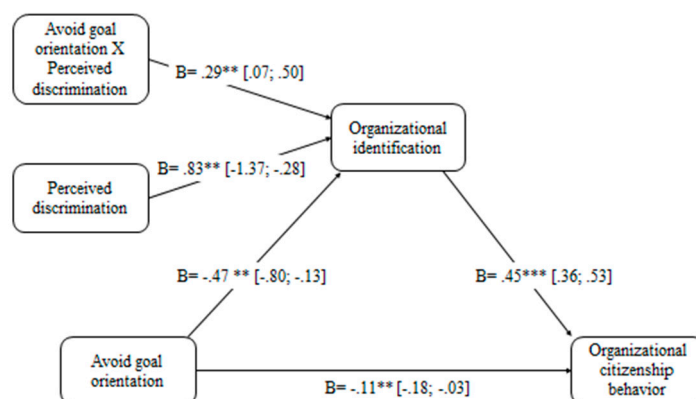 Avoid goal
orientation X
Perceived
discrimination
B= .29** [.07; .50]
Organizational
identification
B= .83** [-1.37; -.28]
Perceived
discrimination
B= -.47 ** [-.80; -.13]
B= .45*** [.36; .53]
Avoid goal
orientation
Organizational
citizenship
behavior
B= -.11** [-.18; -.03]